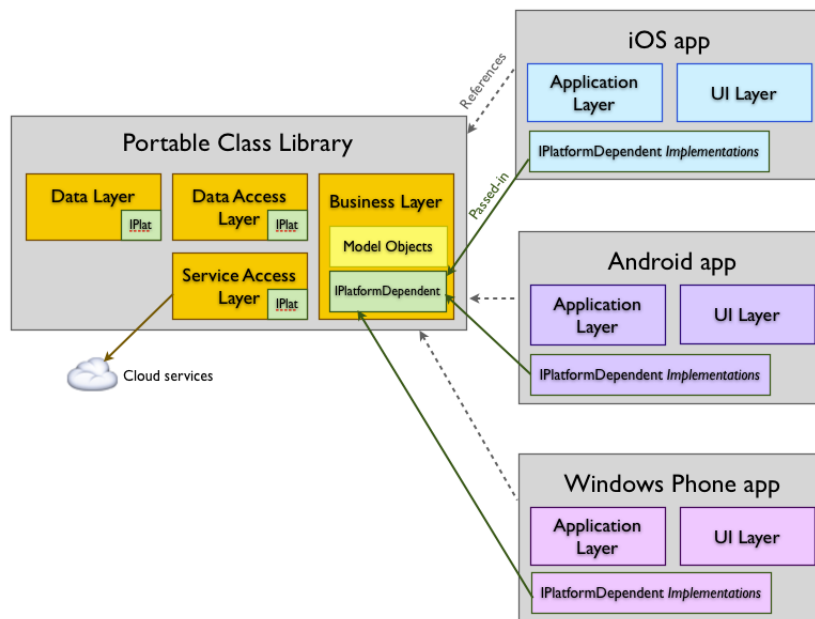 iOS app
Application
Layer
UI Layer
IPlatformDependent Implementations
References
Passed-in
Portable Class Library
Data Layer
IPlat
Data Access
Layer
IPlat
Business Layer
Model Objects
IPlatformDependent
Service Access
Layer
IPlat
Cloud services
Android app
Application
Layer
UI Layer
IPlatformDependent Implementations
Windows Phone app
Application
Layer
UI Layer
IPlatformDependent Implementations